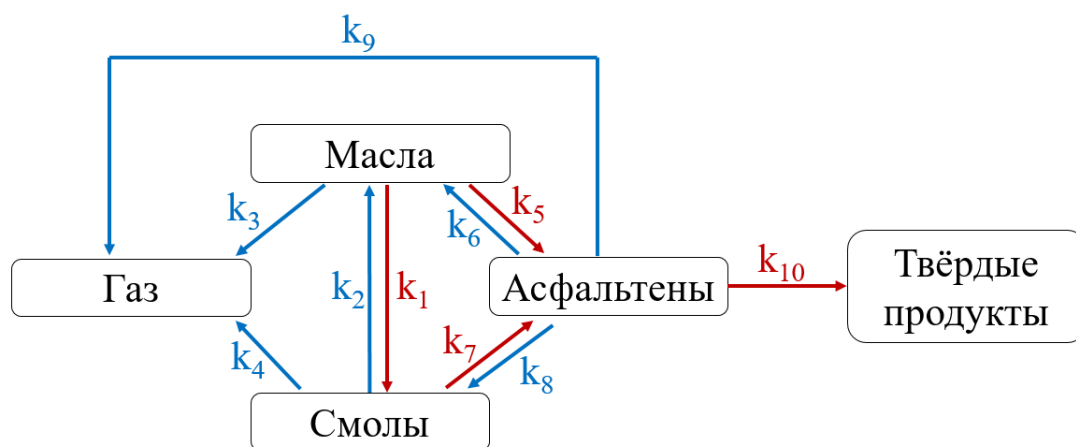 k9
Масла
k3
k5
k6
Газ
k2
k1
Асфальтены
k10
Твёрдые
продукты
k4
k7
k8
Смолы